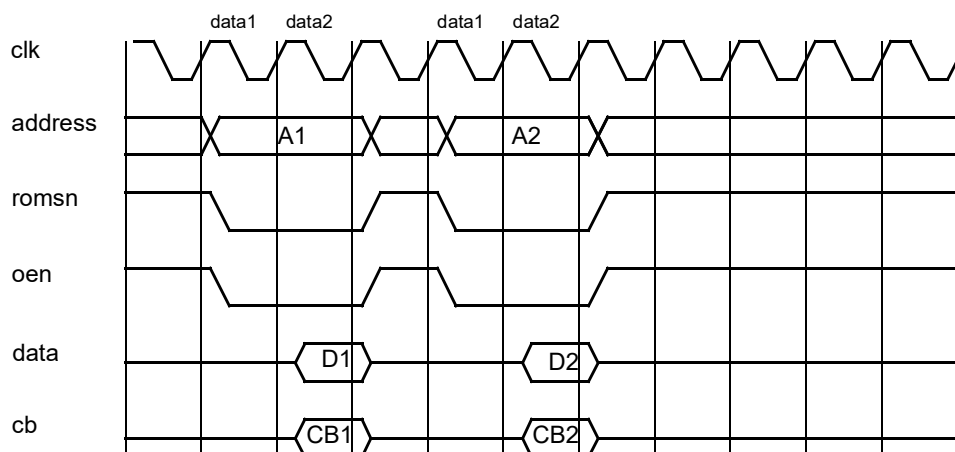 data1 data2 data1 data2
clk
address A1 A2
romsn
oen
data D1 D2
cb CB1 CB2